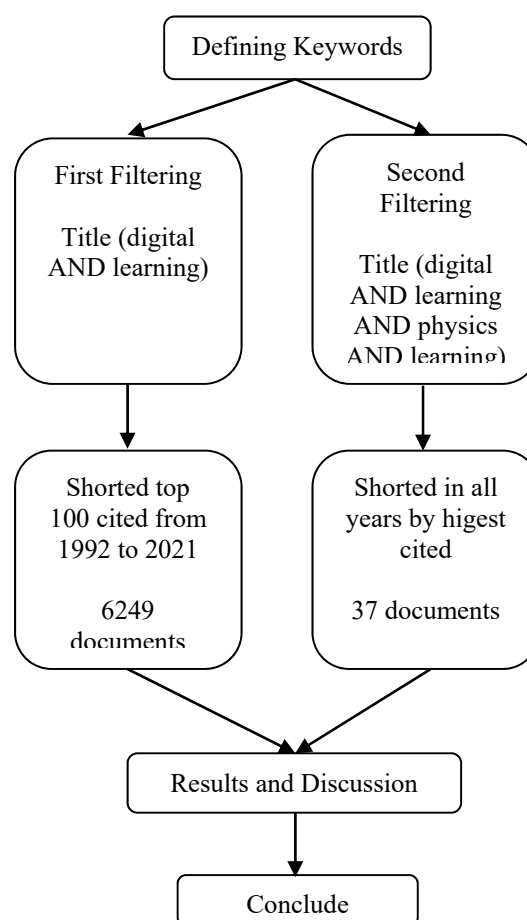 Defining Keywords
First Filtering
Title (digital
AND learning)
Second
Filtering
Title (digital
AND learning
AND physics
AND learning)
Shorted top
100 cited from
1992 to 2021
6249
documents
Shorted in all
years by higest
cited
37 documents
Results and Discussion
Conclude